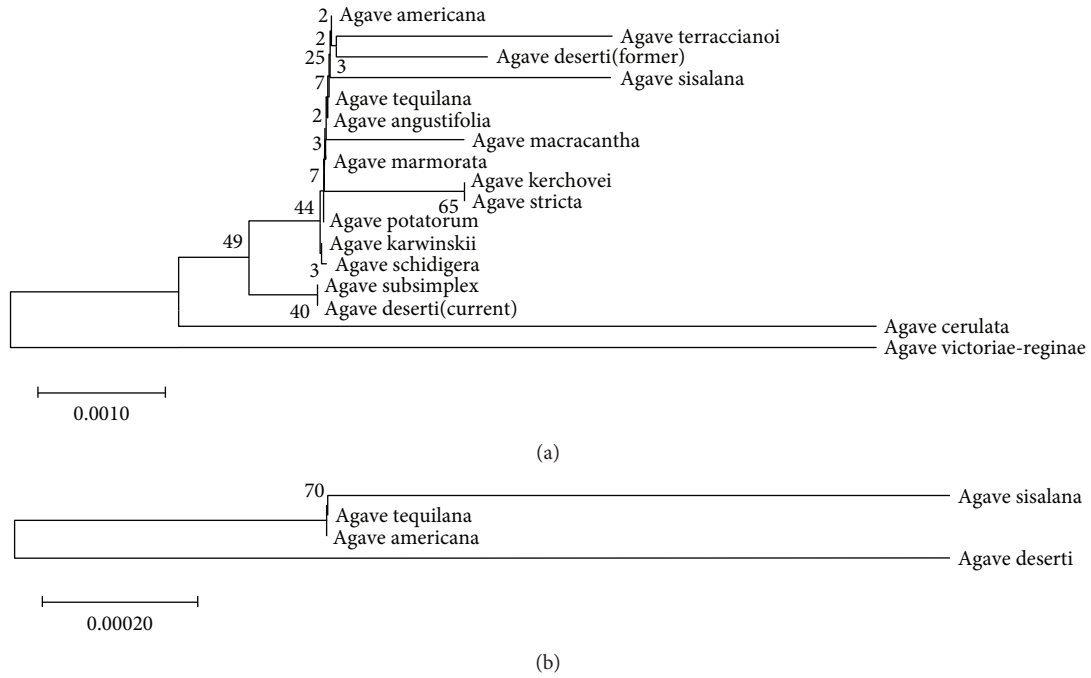 2 Agave americana
2 Agave terraccianoi
25 Agave deserti(former)
3
7 Agave sisalana
Agave tequilana
2 Agave angustifolia
3 Agave macracantha
Agave marmorata
7 Agave kerchovei
44 65 Agave stricta
Agave potatorum
49 Agave karwinskii
3 Agave schidigera
Agave subsimplex
40 Agave deserti(current)
Agave cerulata
Agave victoriae-reginae
0.0010
(a)
70 Agave sisalana
Agave tequilana
Agave americana
Agave deserti
0.00020
(b)